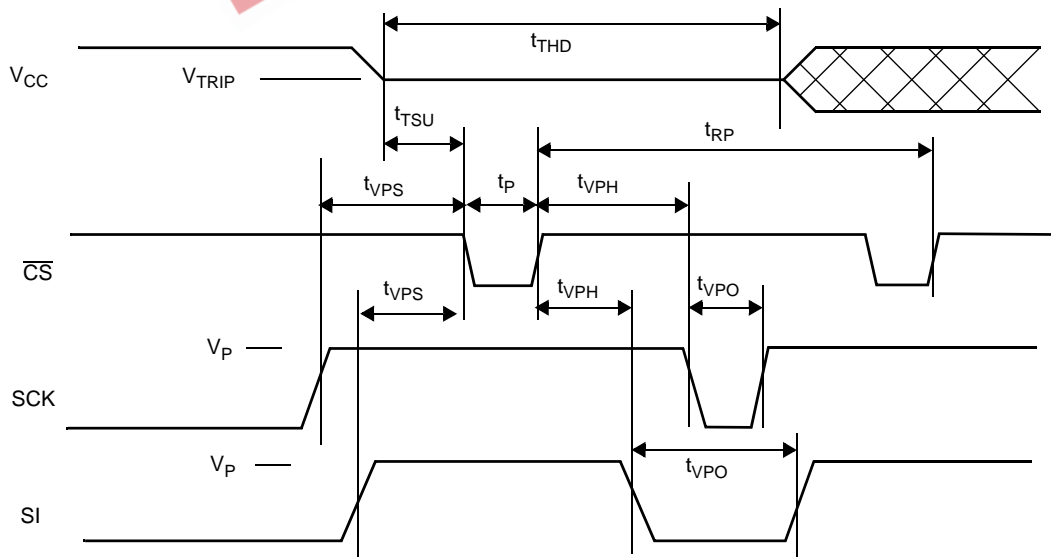 tTHD
VCC
VTRIP
tTSU
tRP
tVPS
tP
tVPH
CS
tVPS
tVPH
tVPO
VP
SCK
VP
tVPO
SI